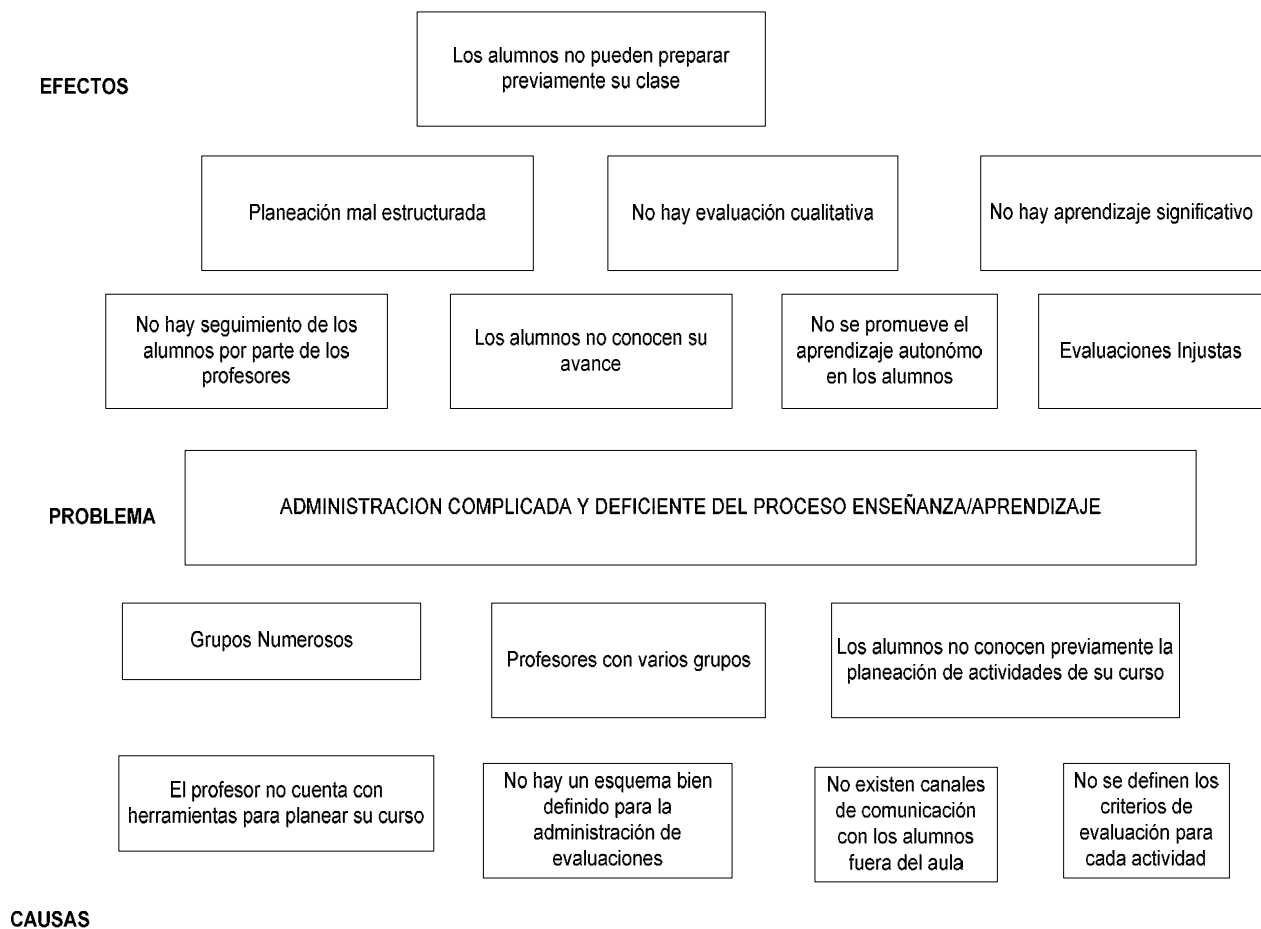 Los alumnos no pueden preparar
previamente su clase
EFECTOS
Planeación mal estructurada
No hay evaluación cualitativa
No hay aprendizaje significativo
No hay seguimiento de los
alumnos por parte de los
profesores
Los alumnos no conocen su
avance
No se promueve el
aprendizaje autonómo
en los alumnos
Evaluaciones Injustas
PROBLEMA
ADMINISTRACION COMPLICADA Y DEFICIENTE DEL PROCESO ENSEÑANZA/APRENDIZAJE
Grupos Numerosos
Profesores con varios grupos
Los alumnos no conocen previamente la
planeación de actividades de su curso
El profesor no cuenta con
herramientas para planear su curso
No hay un esquema bien
definido para la
administración de
evaluaciones
No existen canales
de comunicación
con los alumnos
fuera del aula
No se definen los
criterios de
evaluación para
cada actividad
CAUSAS